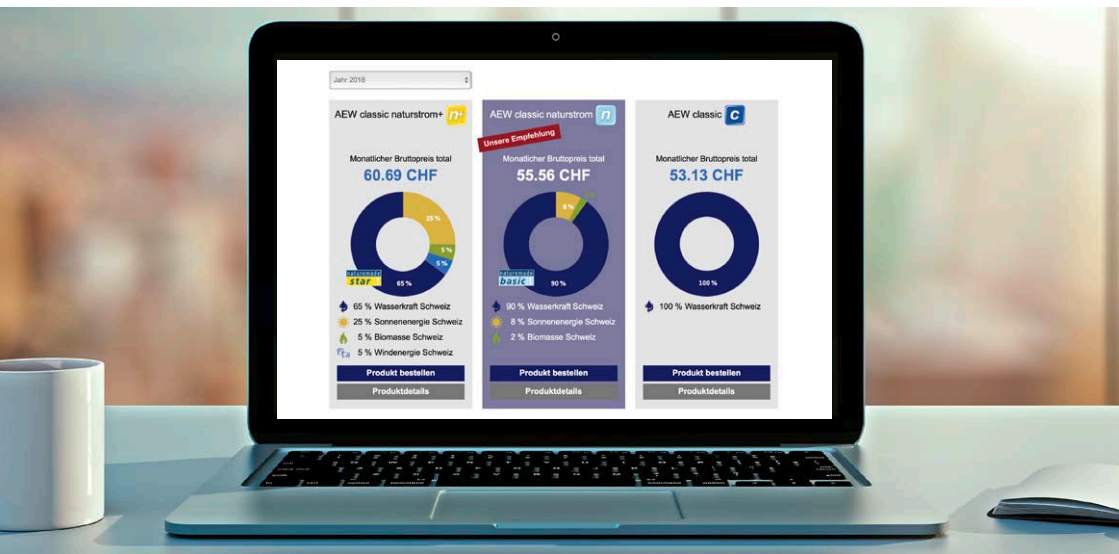 Jahr 2018
AEW classic naturstrom+ n+
Monatlicher Bruttopreis total
60.69 CHF
25 %
5 %
5 %
65 %
naturemade
star
65 % Wasserkraft Schweiz
25 % Sonnenenergie Schweiz
5 % Biomasse Schweiz
5 % Windenergie Schweiz
Produkt bestellen
Produktdetails
AEW classic naturstrom n
Unsere Empfehlung
Monatlicher Bruttopreis total
55.56 CHF
8 %
2 %
90 %
naturemade
basic
90 % Wasserkraft Schweiz
8 % Sonnenenergie Schweiz
2 % Biomasse Schweiz
Produkt bestellen
Produktdetails
AEW classic c
Monatlicher Bruttopreis total
53.13 CHF
100 %
100 % Wasserkraft Schweiz
Produkt bestellen
Produktdetails